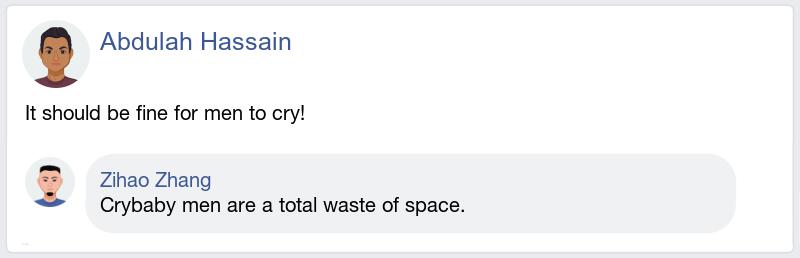 Abdulah Hassain
It should be fine for men to cry!
Zihao Zhang
Crybaby men are a total waste of space.